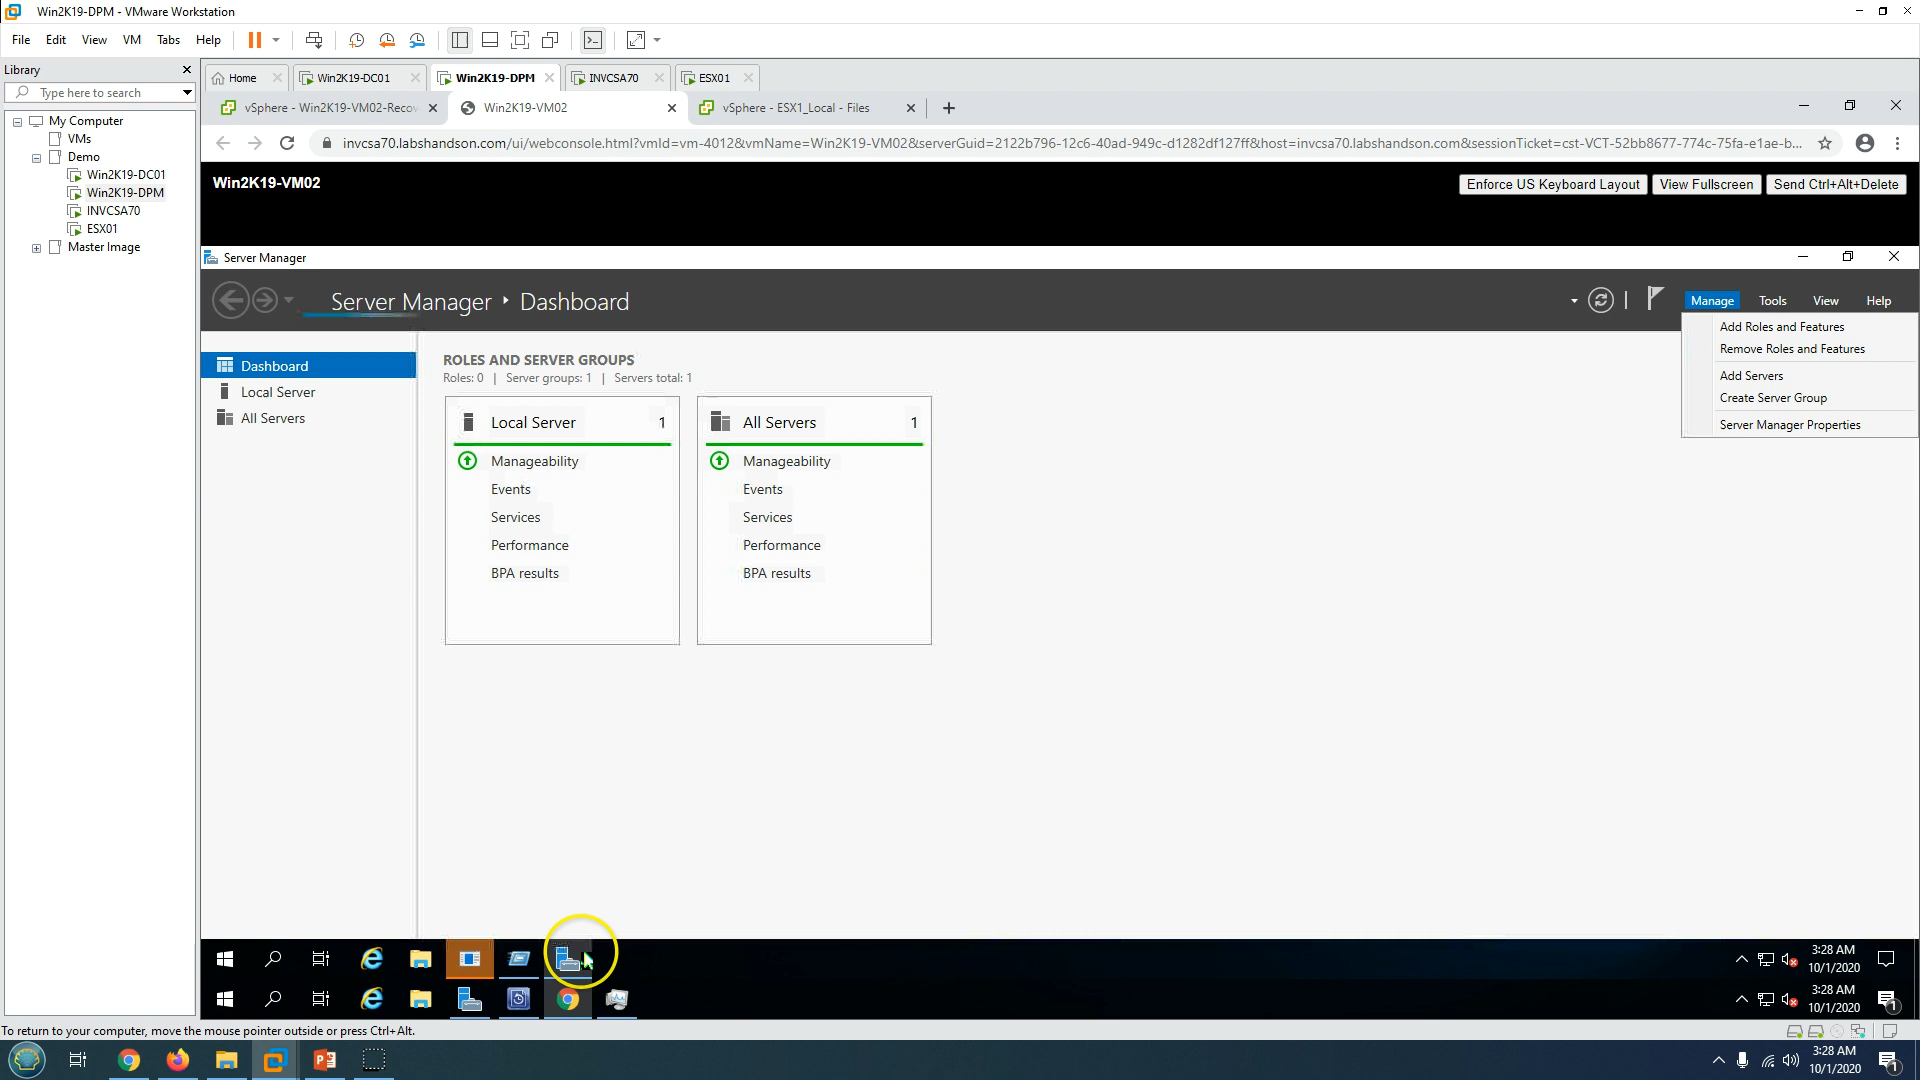 Win2K19-DPM - VMware Workstation
File Edit View VM Tabs Help
Library
Type here to search
My Computer
VMs
Demo
Win2K19-DC01
Win2K19-DPM
INVCSA70
ESX01
Master Image
Home Win2K19-DC01 Win2K19-DPM INVCSA70 ESX01
vSphere - Win2K19-VM02-Recov Win2K19-VM02 vSphere - ESX1_Local - Files
invcsa70.labshandson.com/ui/webconsole.html?vmId=vm-4012&vmName=Win2K19-VM02&serverGuid=2122b796-12c6-40ad-949c-d1282df127ff&host=invcsa70.labshandson.com&sessionTicket=cst-VCT-52bb8677-774c-75fa-e1ae-b...
Win2K19-VM02
Enforce US Keyboard Layout View Fullscreen Send Ctrl+Alt+Delete
Server Manager
Server Manager Dashboard
Manage Tools View Help
Add Roles and Features
Remove Roles and Features
Add Servers
Create Server Group
Server Manager Properties
Dashboard
Local Server
All Servers
ROLES AND SERVER GROUPS
Roles: 0 | Server groups: 1 | Servers total: 1
Local Server 1
Manageability
Events
Services
Performance
BPA results
All Servers 1
Manageability
Events
Services
Performance
BPA results
3:28 AM
10/1/2020
3:28 AM
10/1/2020
1
To return to your computer, move the mouse pointer outside or press Ctrl+Alt.
3:28 AM
10/1/2020
1